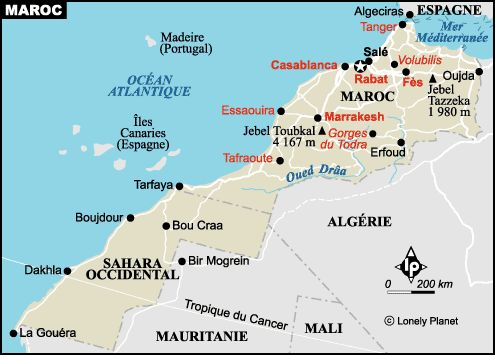 MAROC
Algeciras
ESPAGNE
Tanger
Mer
Méditerranée
Madeire
(Portugal)
Salé
Volubilis
Casablanca
Rabat
Fès
Oujda
OCÉAN
ATLANTIQUE
MAROC
Jebel
Tazzeka
1 980 m
Essaouira
Marrakesh
Îles
Canaries
(Espagne)
Jebel Toubkal
4 167 m
Gorges
du Todra
Erfoud
Tafraoute
Oued Drâa
Tarfaya
Boujdour
Bou Craa
ALGÉRIE
SAHARA
OCCIDENTAL
Bir Mogrein
Dakhla
LP
0 200 km
Tropique du Cancer
La Gouéra
MAURITANIE
MALI
© Lonely Planet